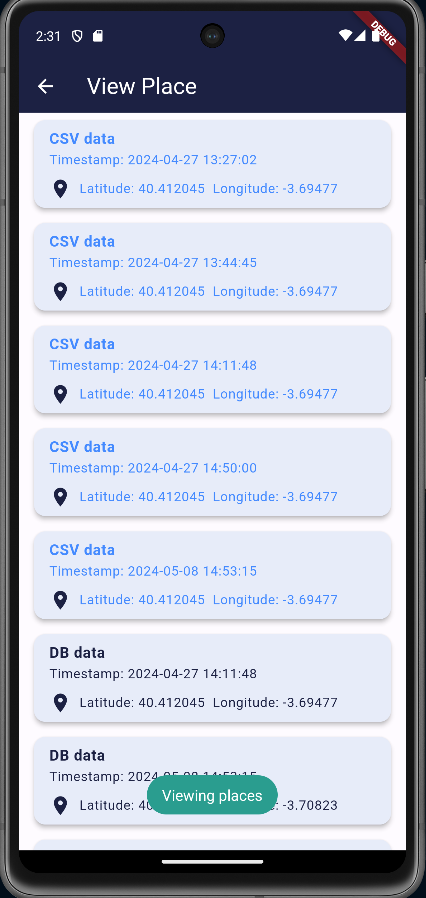 2:31
DEBUG
View Place
CSV data
Timestamp: 2024-04-27 13:27:02
Latitude: 40.412045 Longitude: -3.69477
CSV data
Timestamp: 2024-04-27 13:44:45
Latitude: 40.412045 Longitude: -3.69477
CSV data
Timestamp: 2024-04-27 14:11:48
Latitude: 40.412045 Longitude: -3.69477
CSV data
Timestamp: 2024-04-27 14:50:00
Latitude: 40.412045 Longitude: -3.69477
CSV data
Timestamp: 2024-05-08 14:53:15
Latitude: 40.412045 Longitude: -3.69477
DB data
Timestamp: 2024-04-27 14:11:48
Latitude: 40.412045 Longitude: -3.69477
DB data
Timestamp: 2024-05-08 14:53:15
Latitude: -3.70823
Viewing places